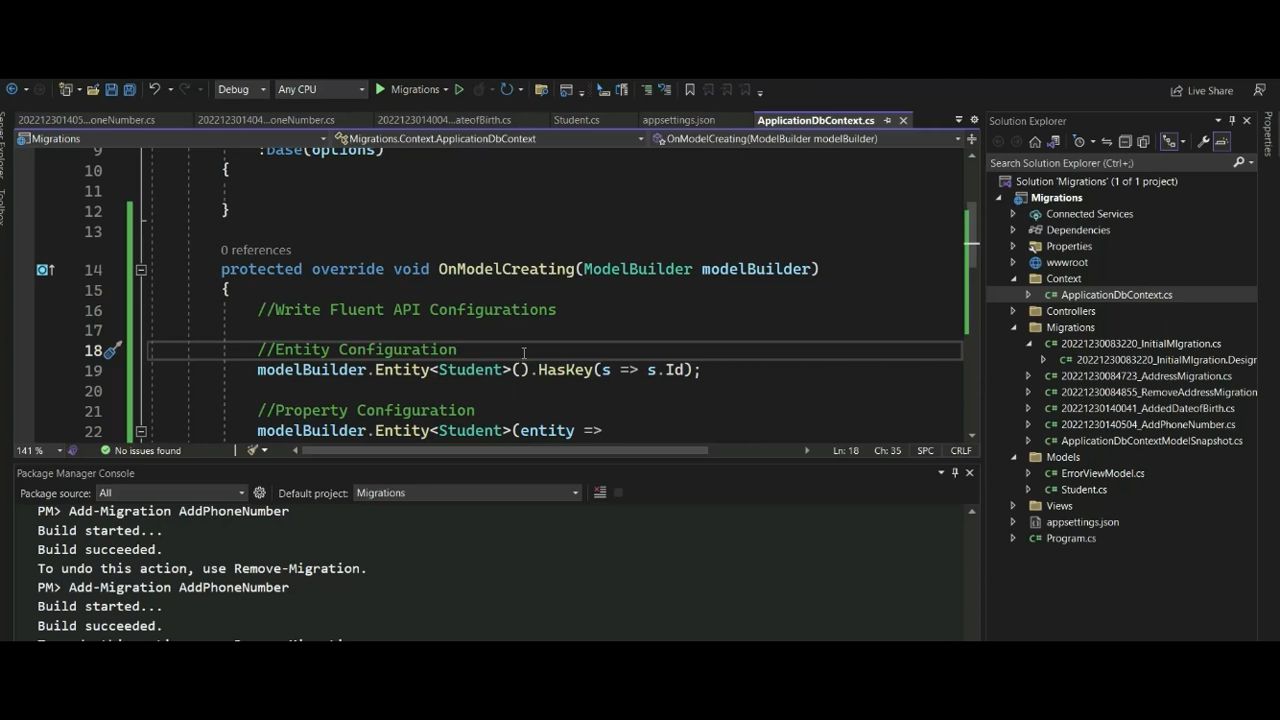 Debug
Any CPU
Migrations
Live Share
202212301405...oneNumber.cs
2022121404...oneNumber.cs
2022123014004...ateofBirth.cs
Student.cs
appsettings.json
ApplicationDbContext.cs
Migrations
Migrations.Context.ApplicationDbContext
OnModelCreating(ModelBuilder modelBuilder)
9 :base(options)
10 {
11
12 }
13
0 references
14 protected override void OnModelCreating(ModelBuilder modelBuilder)
15 {
16 //Write Fluent API Configurations
17
18 //Entity Configuration
19 modelBuilder.Entity<Student>().HasKey(s => s.Id);
20
21 //Property Configuration
22 modelBuilder.Entity<Student>(entity =>
141 %
No issues found
Ln: 18
Ch: 35
SPC
CRLF
Package Manager Console
Package source: All
Default project: Migrations
PM> Add-Migration AddPhoneNumber
Build started...
Build succeeded.
To undo this action, use Remove-Migration.
PM> Add-Migration AddPhoneNumber
Build started...
Build succeeded.
Solution Explorer
Search Solution Explorer (Ctrl+;)
Solution 'Migrations' (1 of 1 project)
Migrations
Connected Services
Dependencies
Properties
wwwroot
Context
ApplicationDbContext.cs
Controllers
Migrations
20221230083220_InitialMIgration.cs
20221230083220_InitialMIgration.Design
20221230084723_AddressMigration.cs
20221230084855_RemoveAddressMigration
20221230140041_AddedDateofBirth.cs
20221230140504_AddPhoneNumber.cs
ApplicationDbContextModelSnapshot.cs
Models
ErrorViewModel.cs
Student.cs
Views
appsettings.json
Program.cs
Properties
Server Explorer
Toolbox